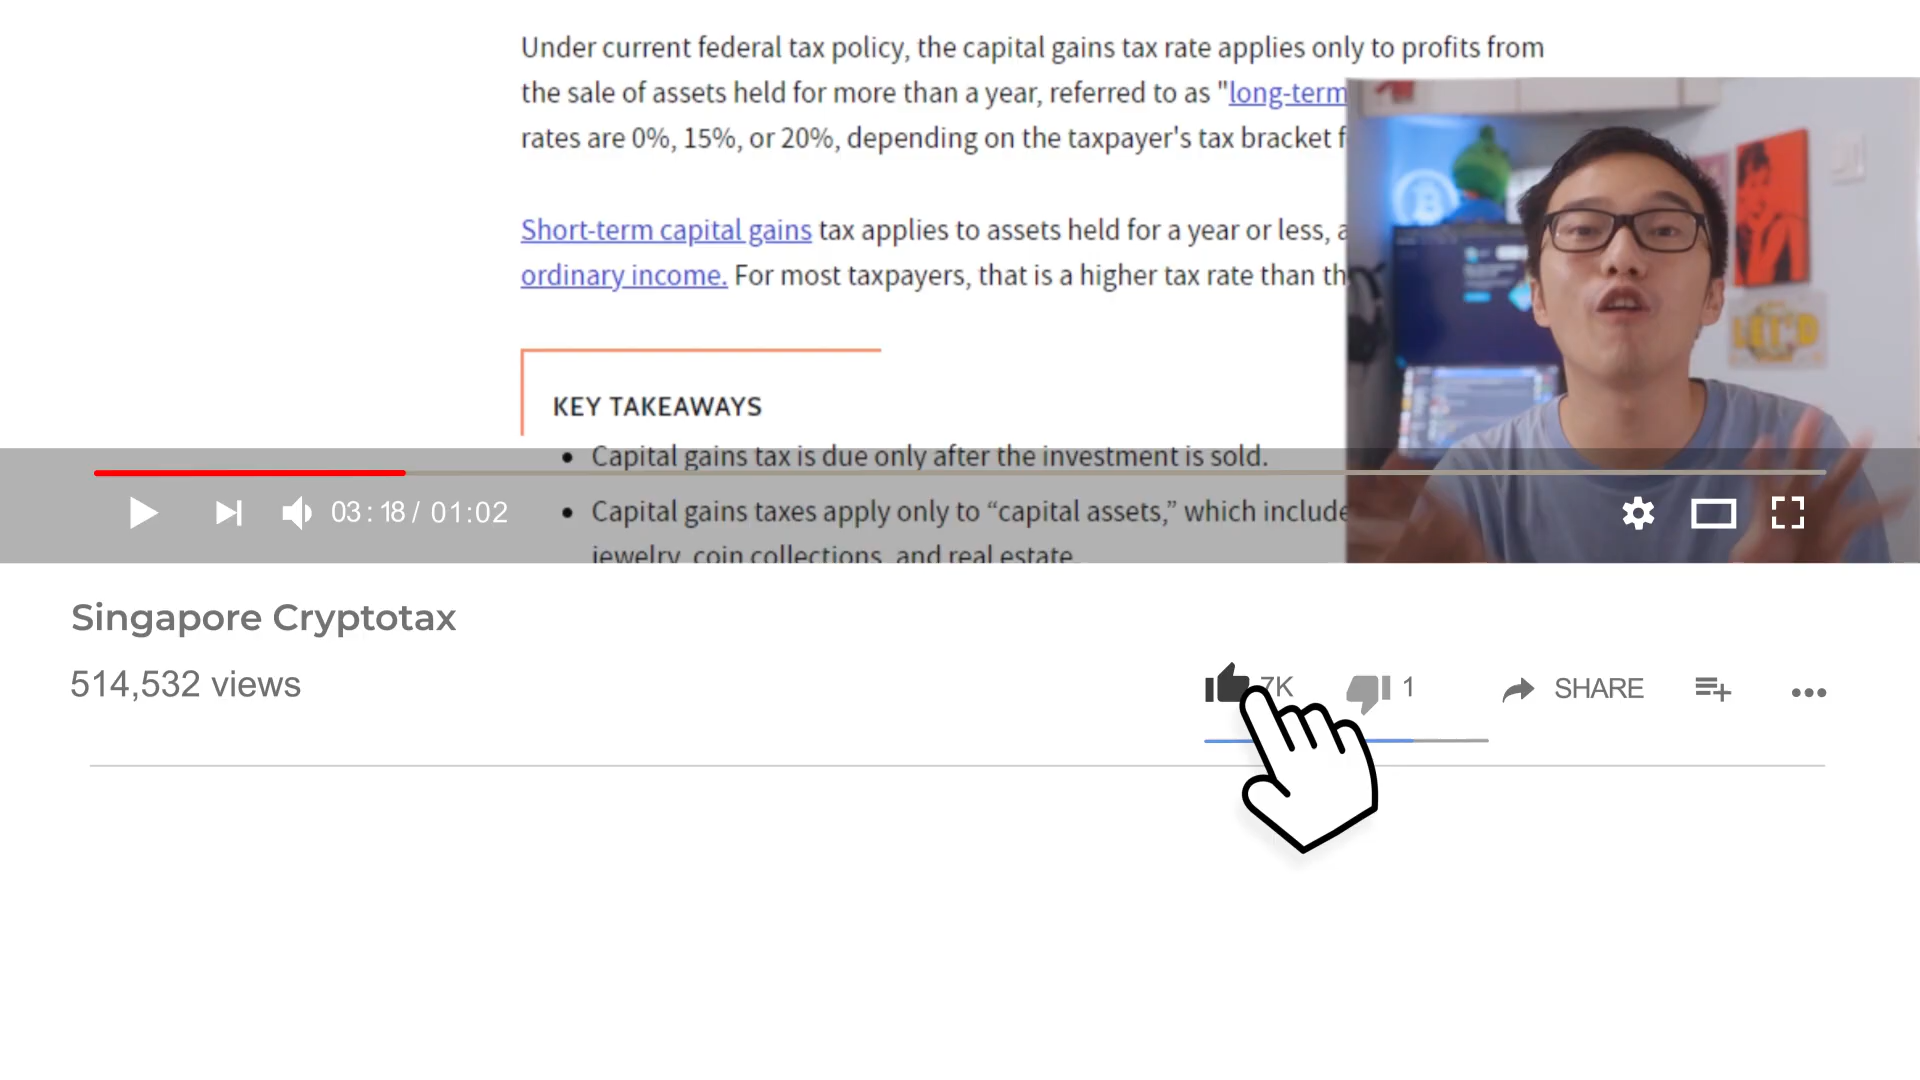 Under current federal tax policy, the capital gains tax rate applies only to profits from
the sale of assets held for more than a year, referred to as "long-term
rates are 0%, 15%, or 20%, depending on the taxpayer's tax bracket f
Short-term capital gains tax applies to assets held for a year or less, a
ordinary income. For most taxpayers, that is a higher tax rate than th
LET'S
KEY TAKEAWAYS
• Capital gains tax is due only after the investment is sold.
• Capital gains taxes apply only to “capital assets,” which include
jewelry, coin collections, and real estate.
03:18 / 01:02
Singapore Cryptotax
514,532 views
7K
1
SHARE